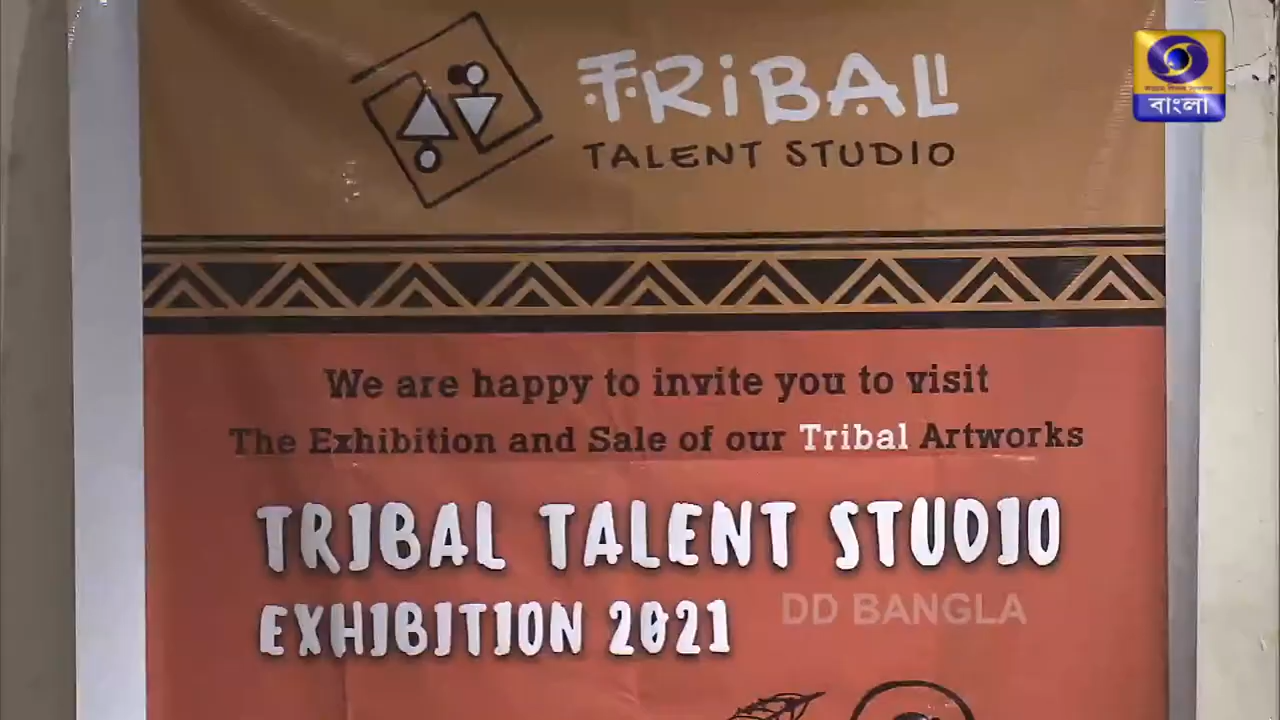 TRiBAL
TALENT STUDIO
বাংলা
We are happy to invite you to visit
The Exhibition and Sale of our Tribal Artworks
TRIBAL TALENT STUDIO
EXHIBITION 2021
DD BANGLA